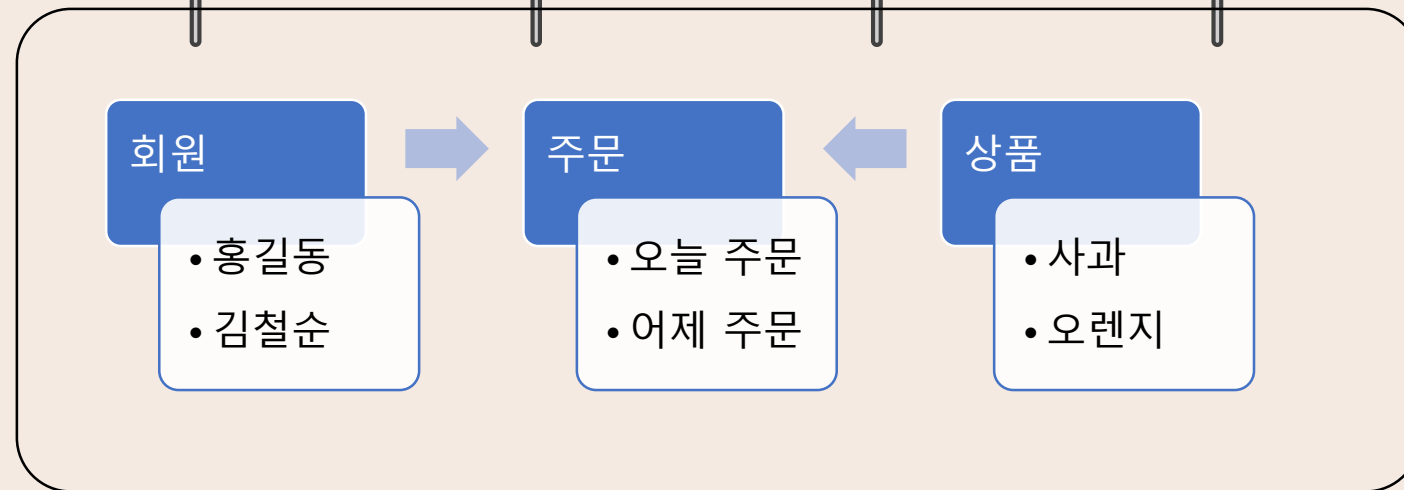 회원
• 홍길동
• 김철순
주문
• 오늘 주문
• 어제 주문
상품
• 사과
• 오렌지